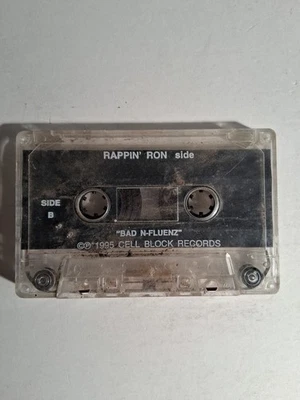 RAPPIN' RON side
SIDE
B
"BAD N-FLUENZ"
©℗ 1995 CELL BLOCK RECORDS